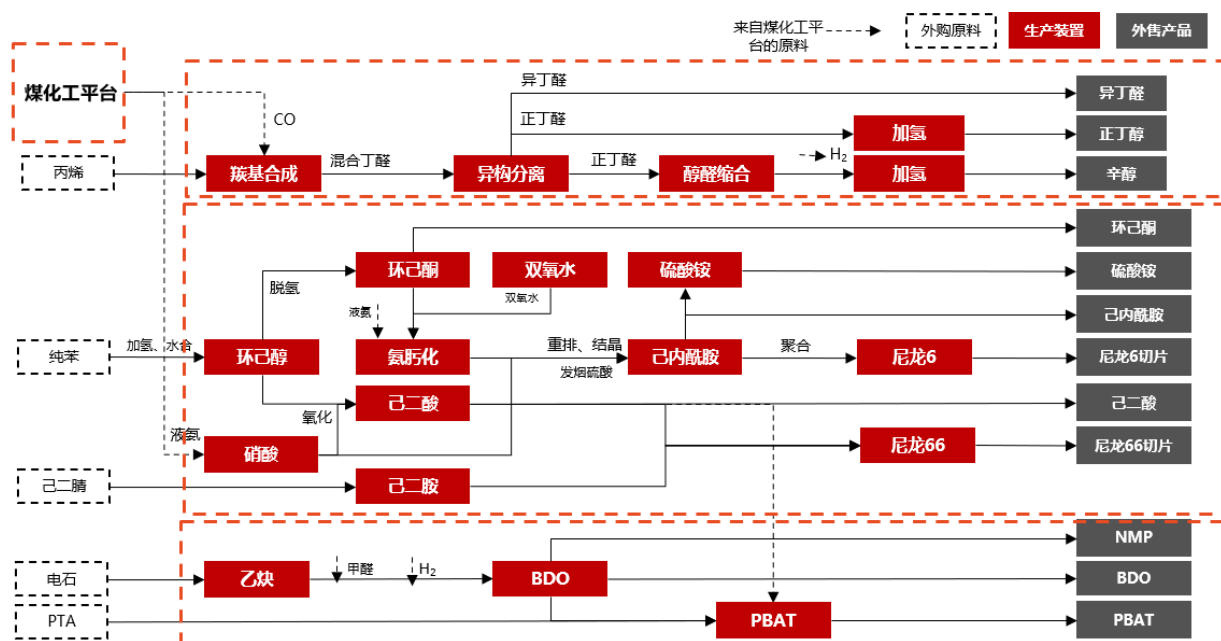 来自煤化工平
台的原料
外购原料
生产装置
外售产品
煤化工平台
异丁醛
异丁醛
正丁醛
加氢
正丁醇
CO
丙烯
羰基合成
混合丁醛
异构分离
正丁醛
醇醛缩合
H₂
加氢
辛醇
环己酮
环己酮
双氧水
硫酸铵
硫酸铵
脱氢
双氧水
液氨
己内酰胺
纯苯
加氢、水合
环己醇
氨肟化
重排、结晶
发烟硫酸
己内酰胺
聚合
尼龙6
尼龙6切片
己二酸
己二酸
氧化
液氨
硝酸
尼龙66
尼龙66切片
己二腈
己二胺
NMP
电石
乙炔
甲醛
H₂
BDO
BDO
PTA
PBAT
PBAT